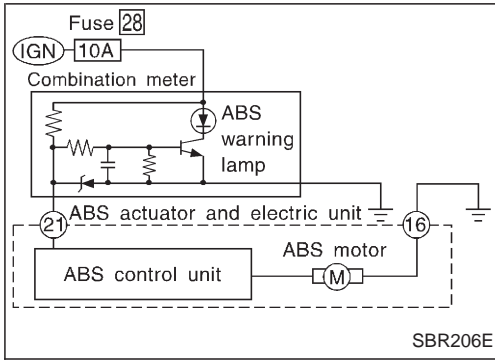 Fuse 28
IGN 10A
Combination meter
ABS
warning
lamp
21 ABS actuator and electric unit 16
ABS motor
ABS control unit M
SBR206E